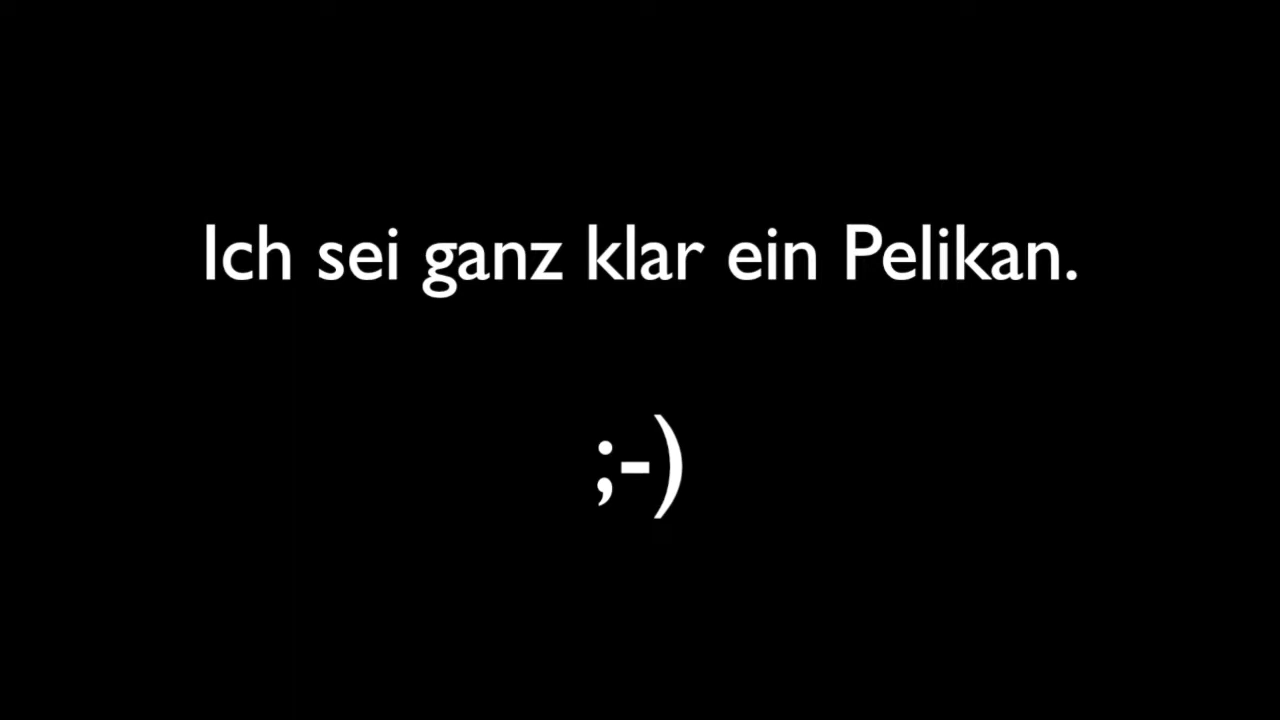 Ich sei ganz klar ein Pelikan.
;-)